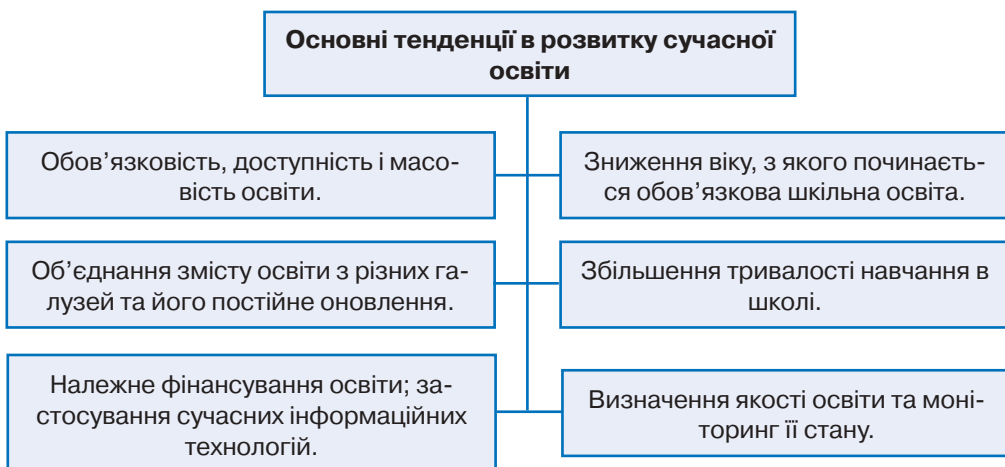 Основні тенденції в розвитку сучасної
освіти
Обов’язковість, доступність і масо-
вість освіти.
Зниження віку, з якого починаєть-
ся обов’язкова шкільна освіта.
Об’єднання змісту освіти з різних га-
лузей та його постійне оновлення.
Збільшення тривалості навчання в
школі.
Належне фінансування освіти; за-
стосування сучасних інформаційних
технологій.
Визначення якості освіти та моні-
торинг її стану.